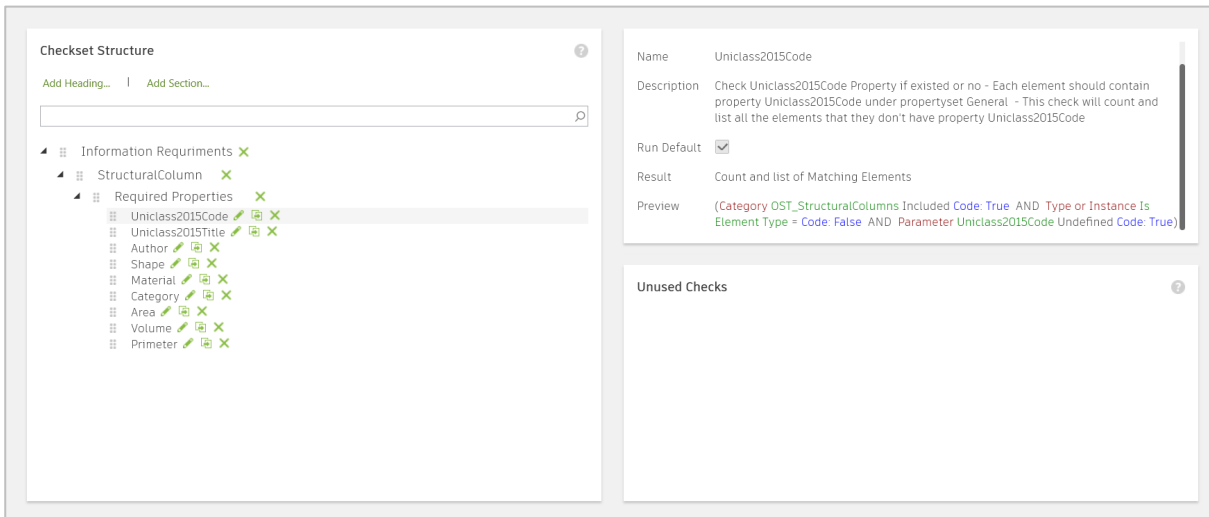 Checkset Structure
?
Add Heading... | Add Section...
Information Requriments
StructuralColumn
Required Properties
Uniclass2015Code
Uniclass2015Title
Author
Shape
Material
Category
Area
Volume
Primeter
Name Uniclass2015Code
Description Check Uniclass2015Code Property if existed or no - Each element should contain
property Uniclass2015Code under propertyset General - This check will count and
list all the elements that they don't have property Uniclass2015Code
Run Default
Result Count and list of Matching Elements
Preview (Category OST_StructuralColumns Included Code: True AND Type or Instance Is
Element Type = Code: False AND Parameter Uniclass2015Code Undefined Code: True)
Unused Checks
?